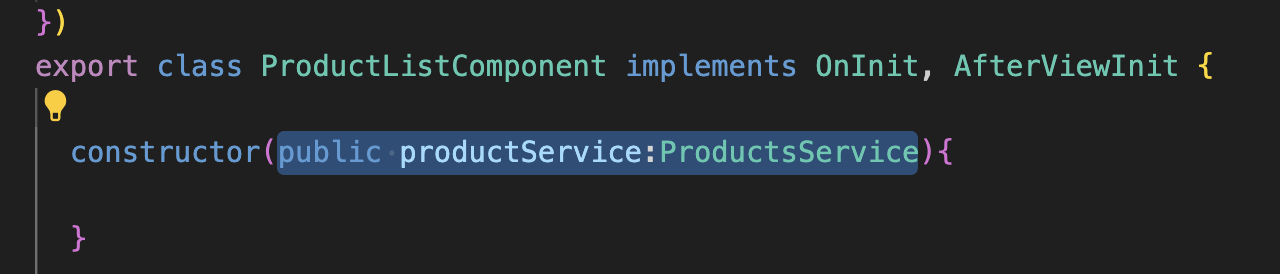 })
export class ProductListComponent implements OnInit, AfterViewInit {
constructor(public productService:ProductsService){
}